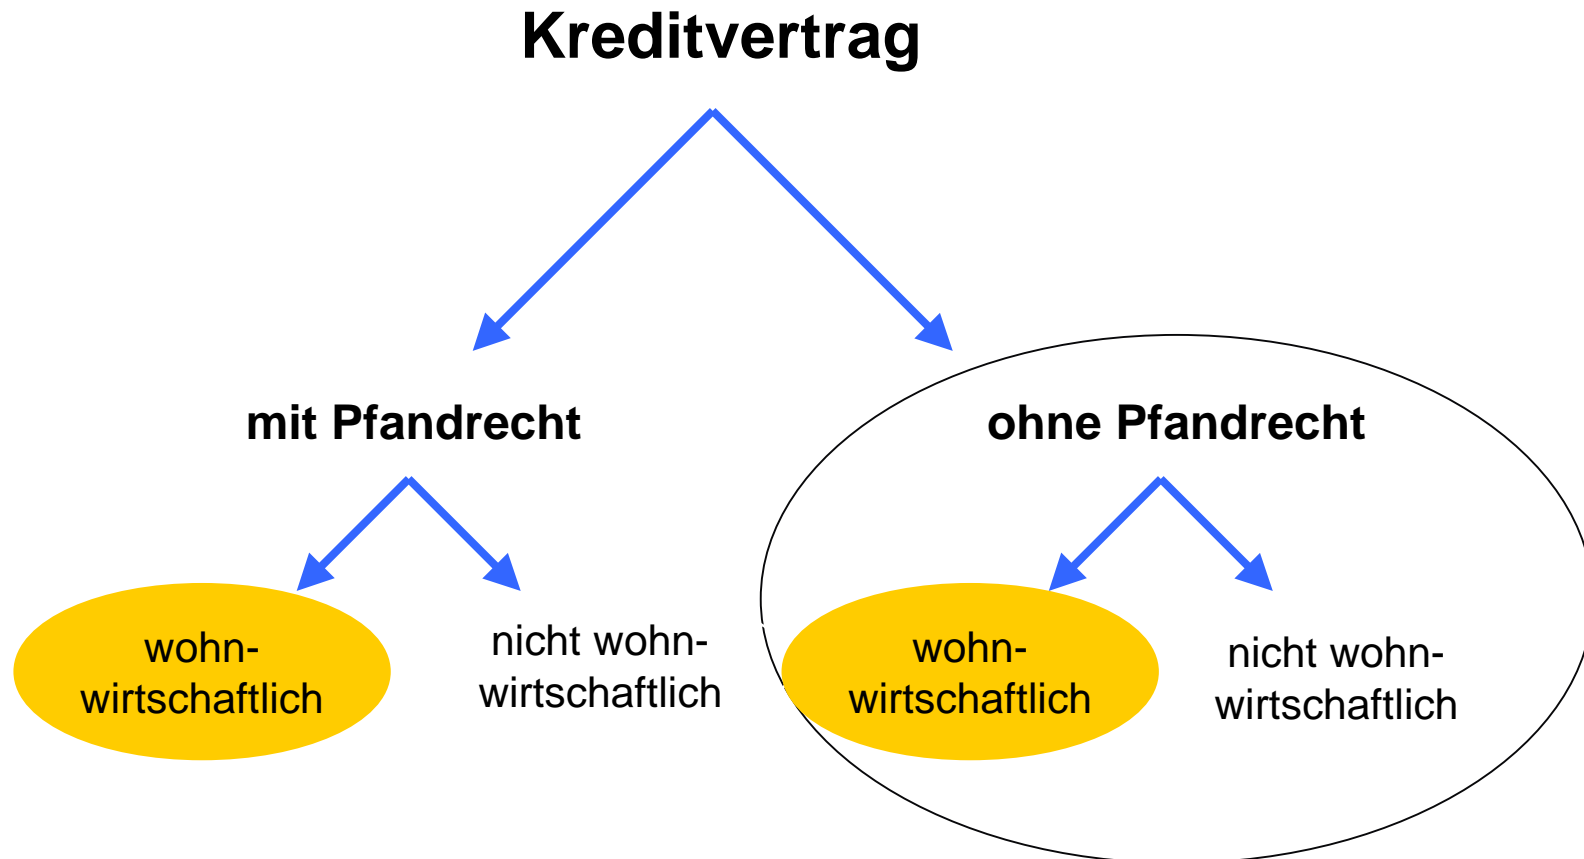 Kreditvertrag
mit Pfandrecht
ohne Pfandrecht
wohn-
wirtschaftlich
nicht wohn-
wirtschaftlich
wohn-
wirtschaftlich
nicht wohn-
wirtschaftlich